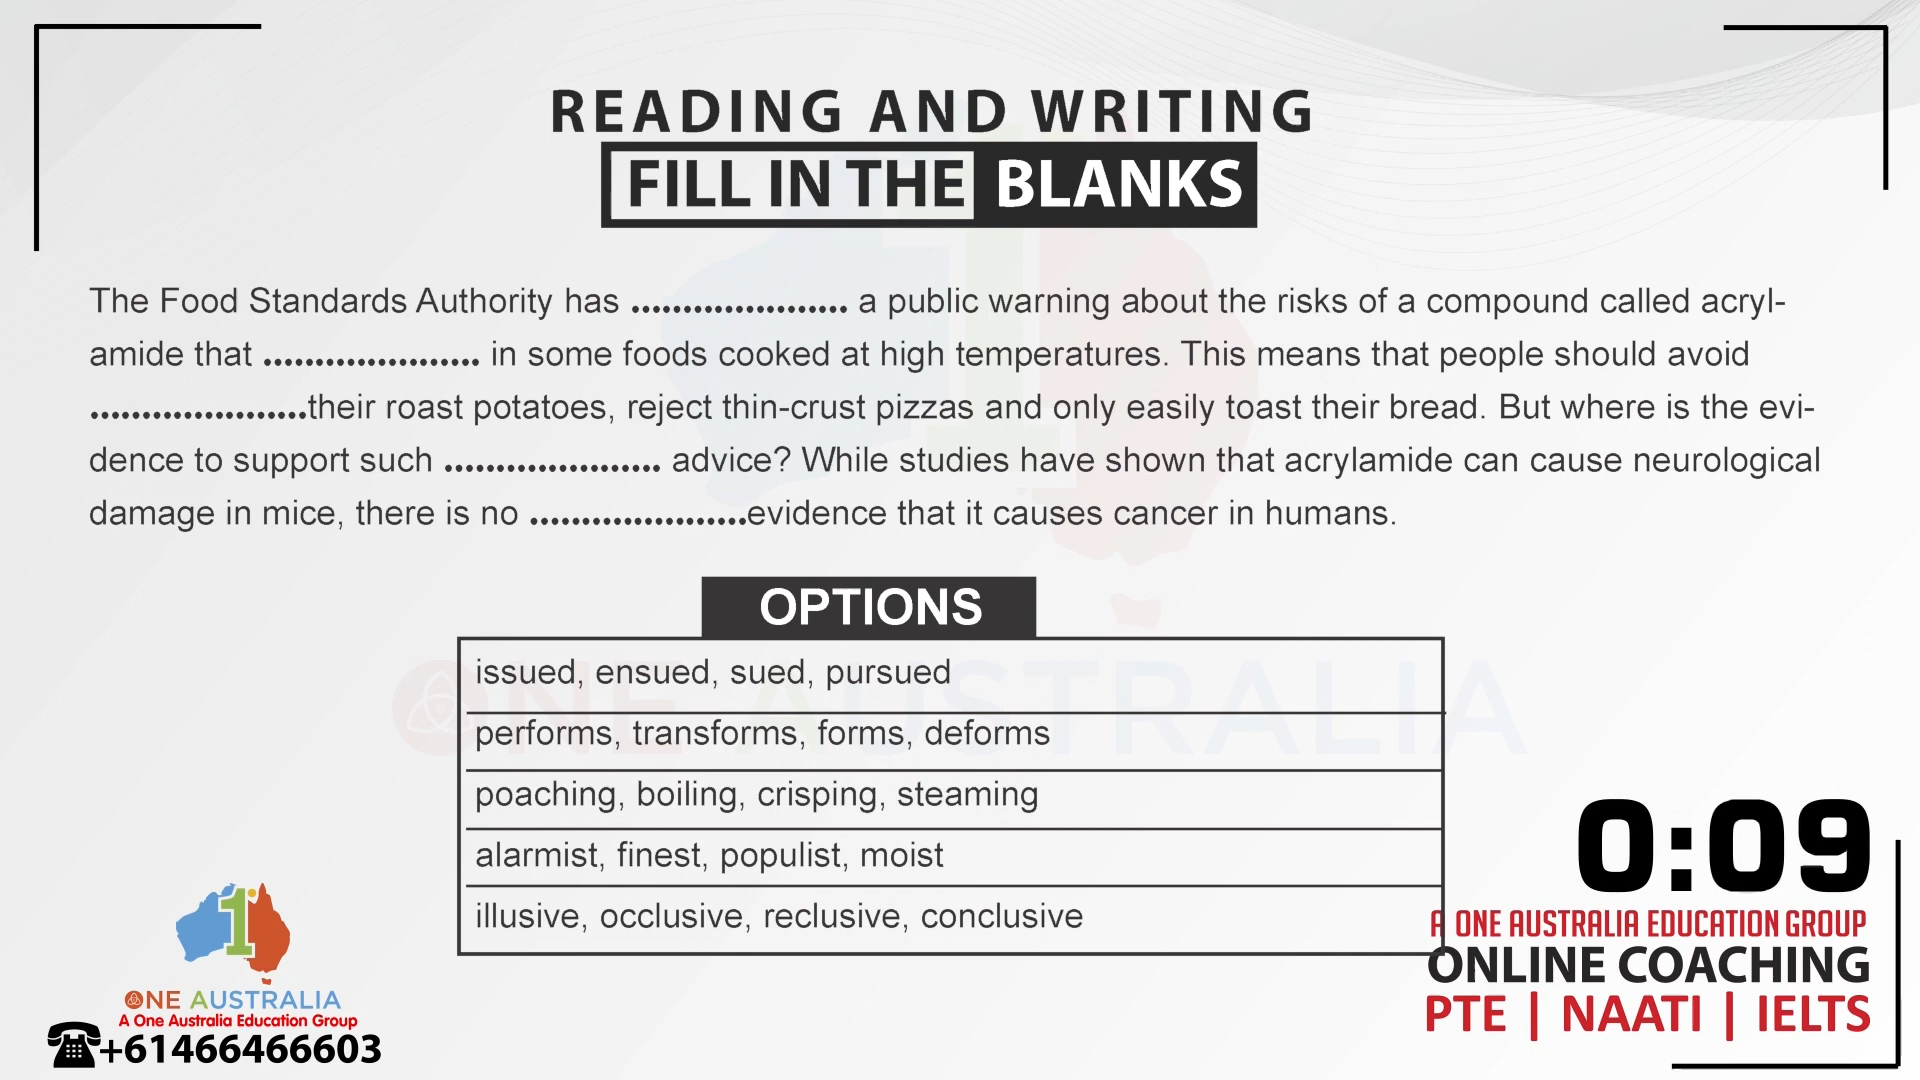 READING AND WRITING
FILL IN THE BLANKS
The Food Standards Authority has ..................... a public warning about the risks of a compound called acryl-
amide that ..................... in some foods cooked at high temperatures. This means that people should avoid
.....................their roast potatoes, reject thin-crust pizzas and only easily toast their bread. But where is the evi-
dence to support such ..................... advice? While studies have shown that acrylamide can cause neurological
damage in mice, there is no .....................evidence that it causes cancer in humans.
OPTIONS
issued, ensued, sued, pursued
performs, transforms, forms, deforms
poaching, boiling, crisping, steaming
alarmist, finest, populist, moist
illusive, occlusive, reclusive, conclusive
ONE AUSTRALIA
0:09
A ONE AUSTRALIA EDUCATION GROUP
ONLINE COACHING
PTE | NAATI | IELTS
1
ONE AUSTRALIA
A One Australia Education Group
+61466466603